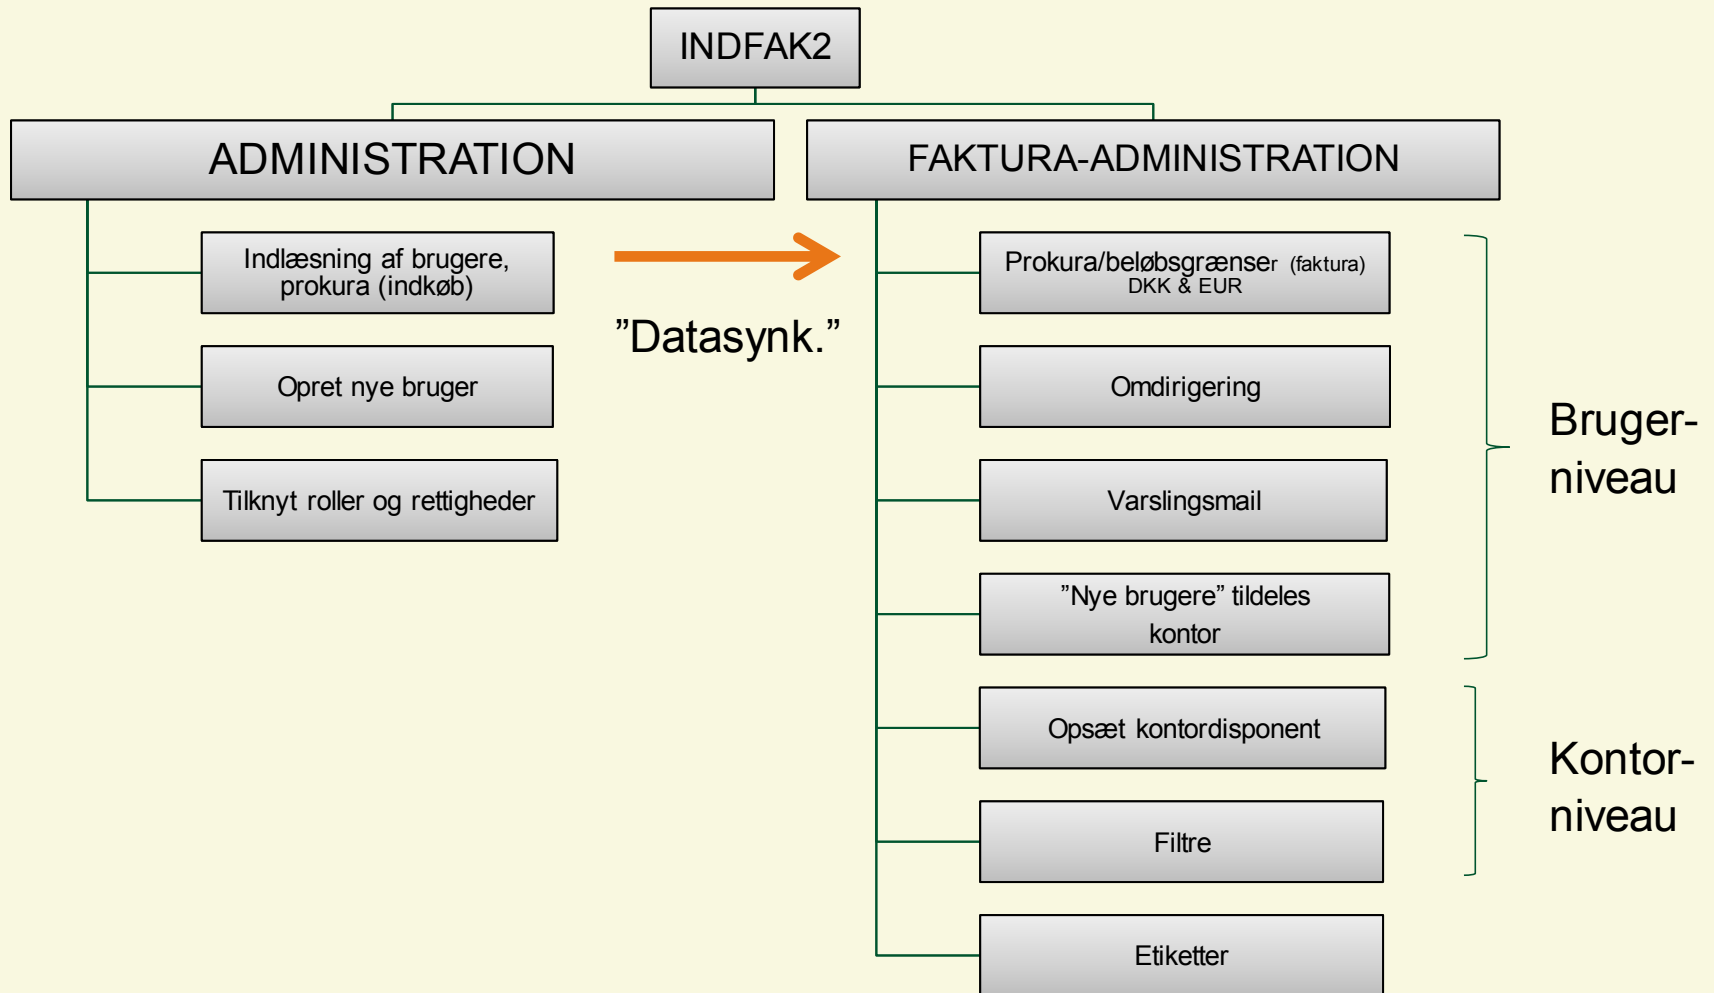 INDFAK2
ADMINISTRATION
FAKTURA-ADMINISTRATION
Indlæsning af brugere,
prokura (indkøb)
Opret nye bruger
Tilknyt roller og rettigheder
”Datasynk.”
Prokura/beløbsgrænser (faktura)
DKK & EUR
Omdirigering
Varslingsmail
”Nye brugere” tildeles
kontor
Opsæt kontordisponent
Filtre
Etiketter
Bruger-
niveau
Kontor-
niveau